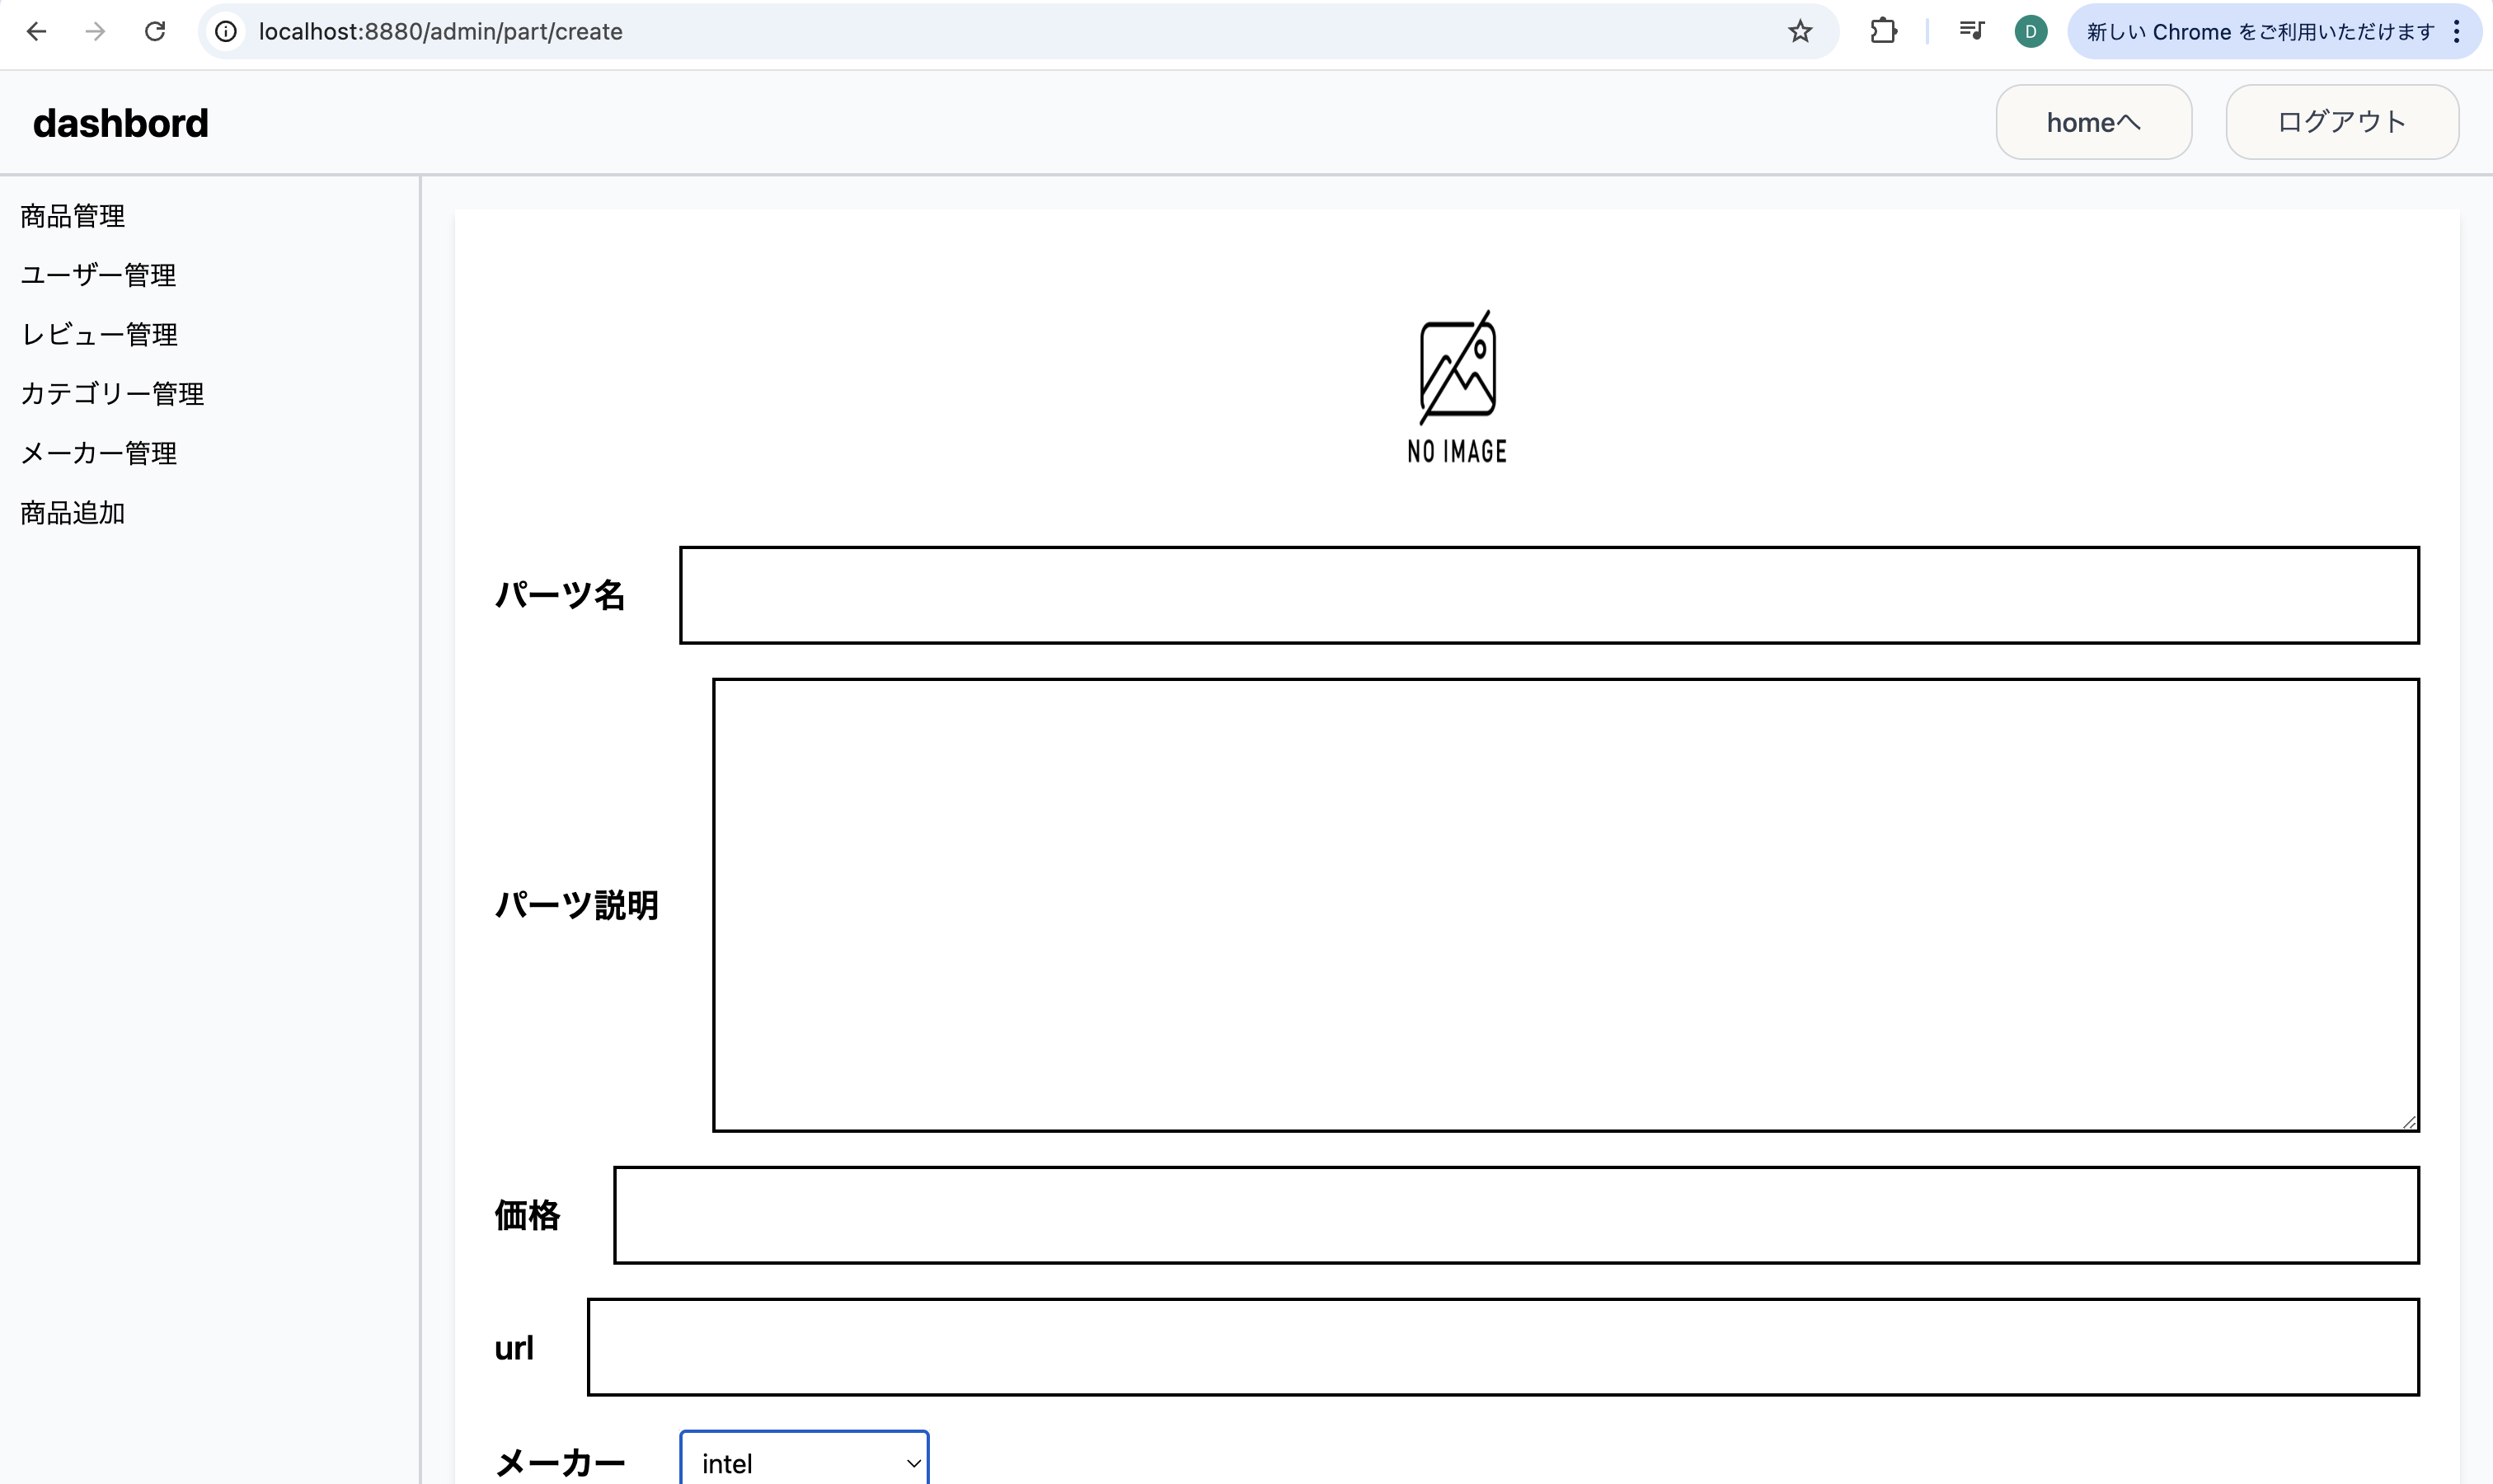 localhost:8880/admin/part/create
D
新しい Chrome をご利用いただけます
dashbord
homeへ
ログアウト
商品管理
ユーザー管理
レビュー管理
カテゴリー管理
メーカー管理
商品追加
NO IMAGE
パーツ名
パーツ説明
価格
url
メーカー
intel